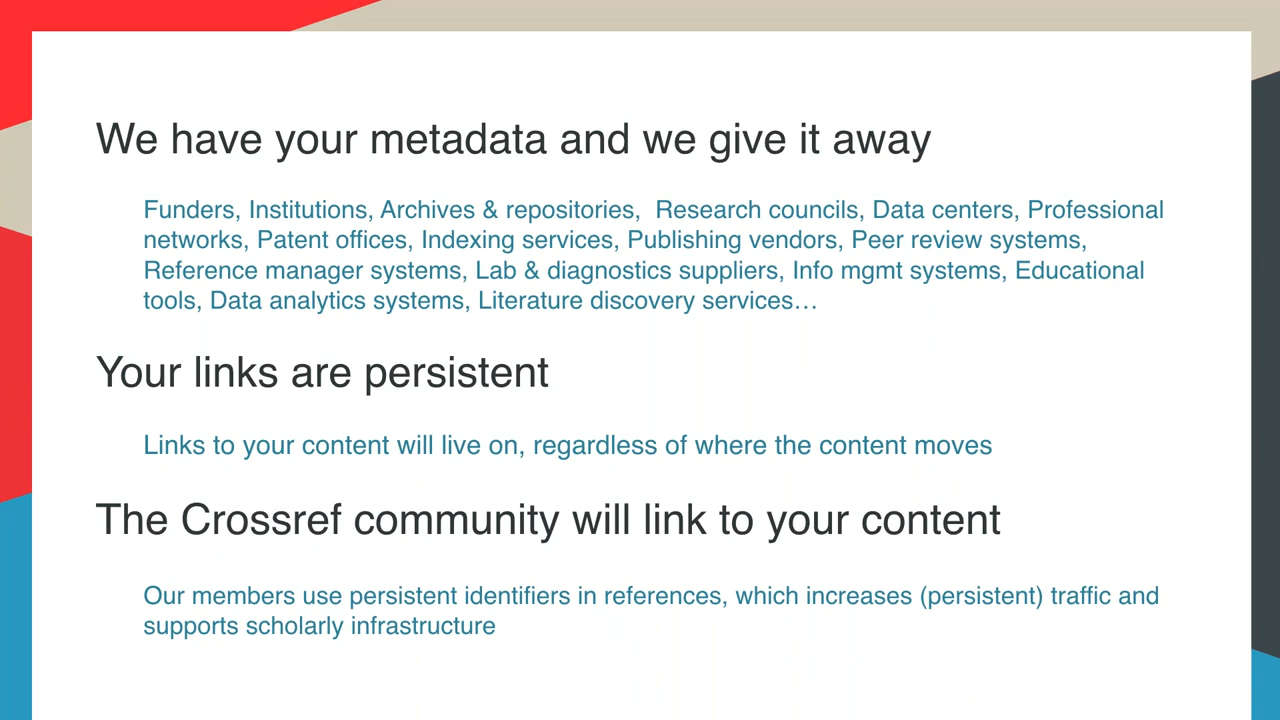 We have your metadata and we give it away
Funders, Institutions, Archives & repositories,  Research councils, Data centers, Professional
networks, Patent offices, Indexing services, Publishing vendors, Peer review systems,
Reference manager systems, Lab & diagnostics suppliers, Info mgmt systems, Educational
tools, Data analytics systems, Literature discovery services…
Your links are persistent
Links to your content will live on, regardless of where the content moves
The Crossref community will link to your content
Our members use persistent identifiers in references, which increases (persistent) traffic and
supports scholarly infrastructure